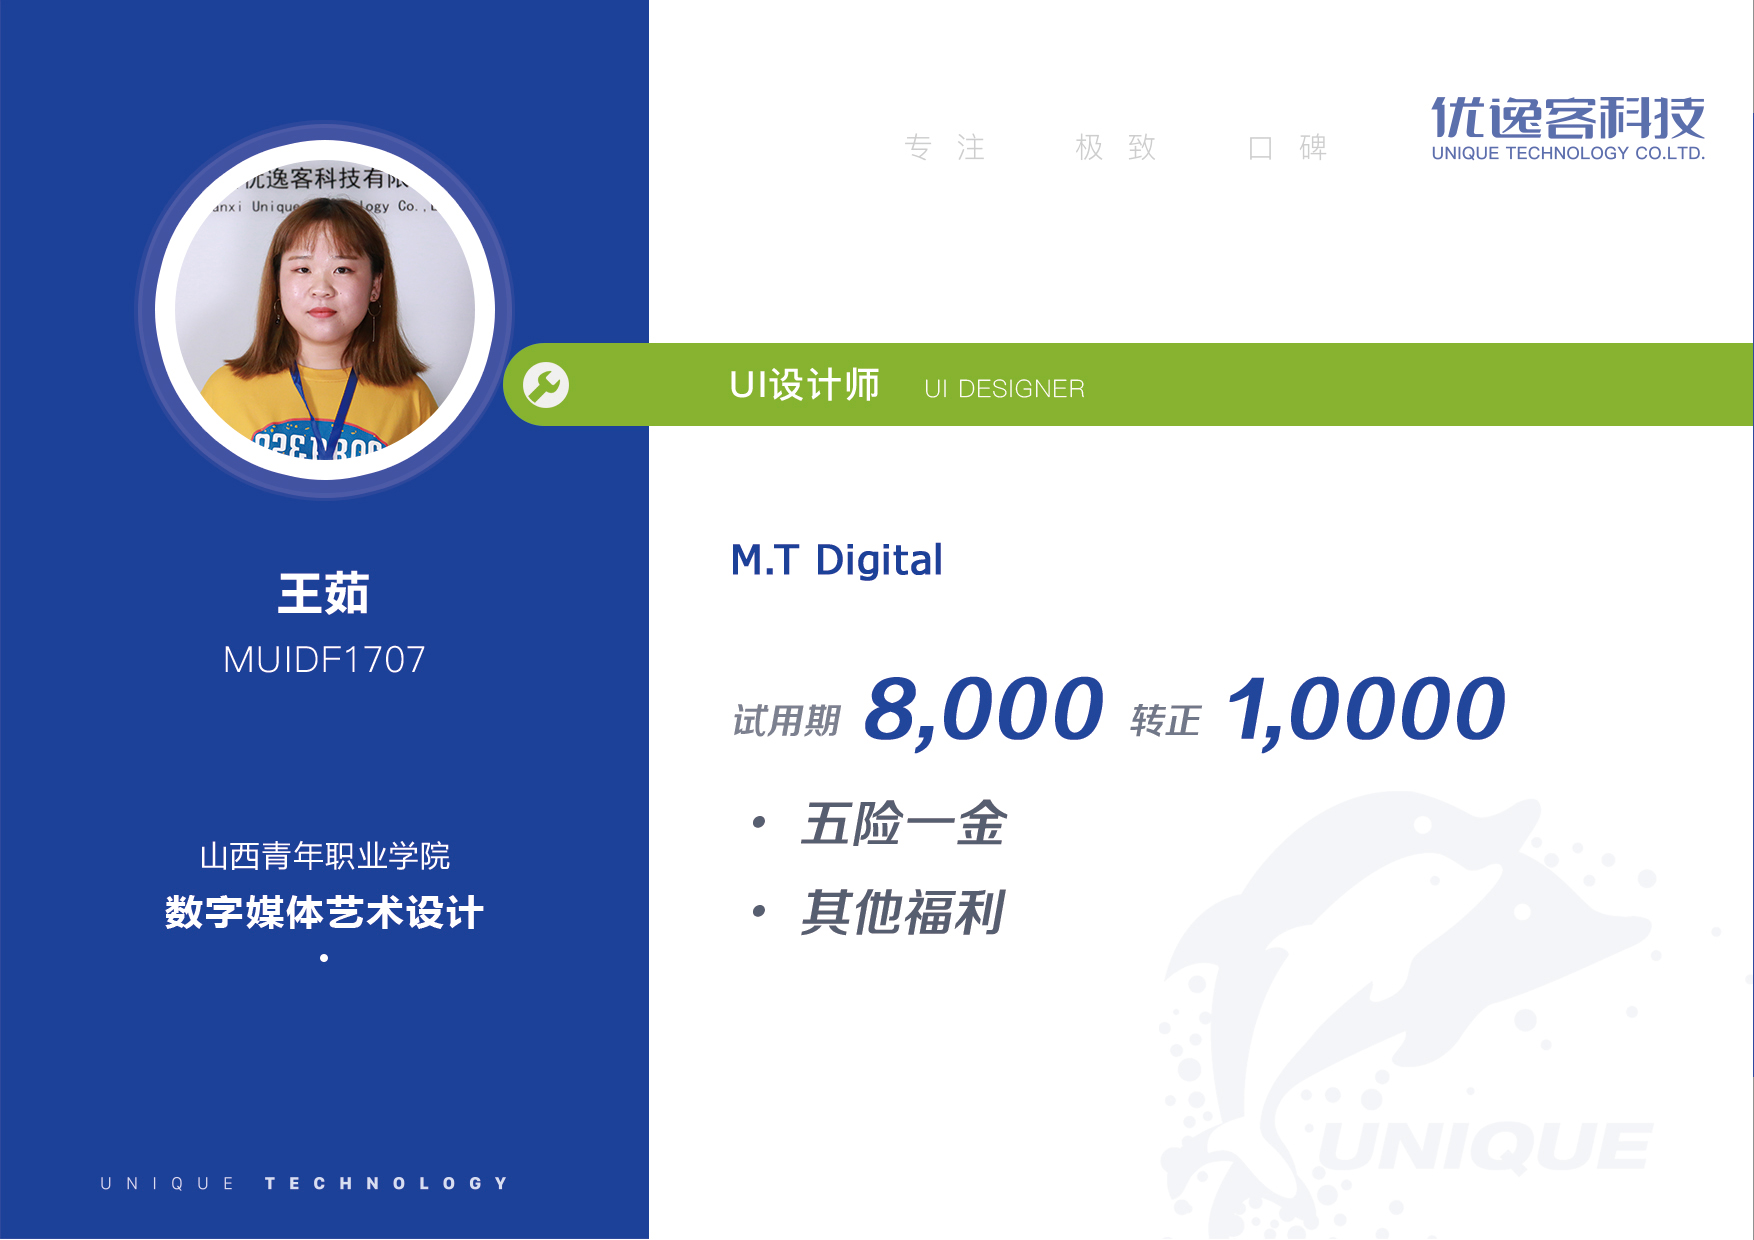 专注 极致 口碑
优逸客科技
UNIQUE TECHNOLOGY CO.LTD.
优逸客科技有限
anxi Unique
logy Co.,
UI设计师 UI DESIGNER
王茹
MUIDF1707
山西青年职业学院
数字媒体艺术设计
UNIQUE TECHNOLOGY
M.T Digital
试用期 8,000 转正 1,0000
• 五险一金
• 其他福利
UNIQUE